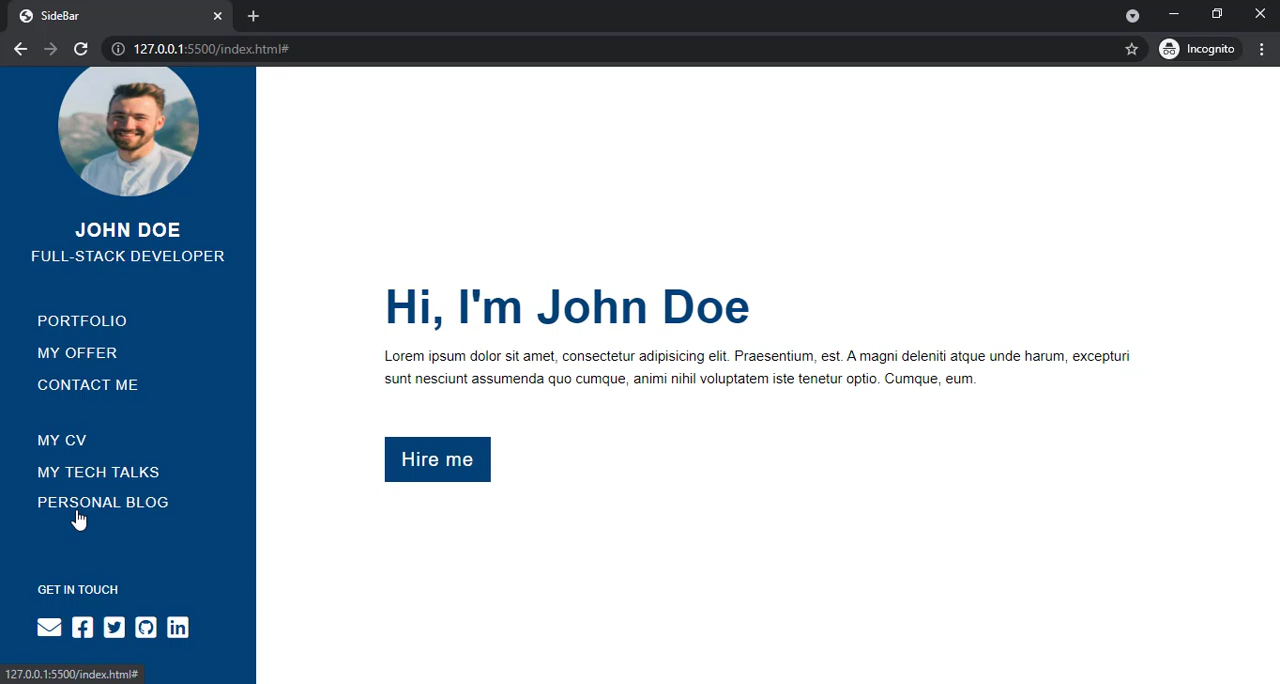 SideBar
127.0.0.1:5500/index.html#
Incognito
JOHN DOE
FULL-STACK DEVELOPER
PORTFOLIO
MY OFFER
CONTACT ME
MY CV
MY TECH TALKS
PERSONAL BLOG
GET IN TOUCH
in
127.0.0.1:5500/index.html#
Hi, I'm John Doe
Lorem ipsum dolor sit amet, consectetur adipisicing elit. Praesentium, est. A magni deleniti atque unde harum, excepturi
sunt nesciunt assumenda quo cumque, animi nihil voluptatem iste tenetur optio. Cumque, eum.
Hire me